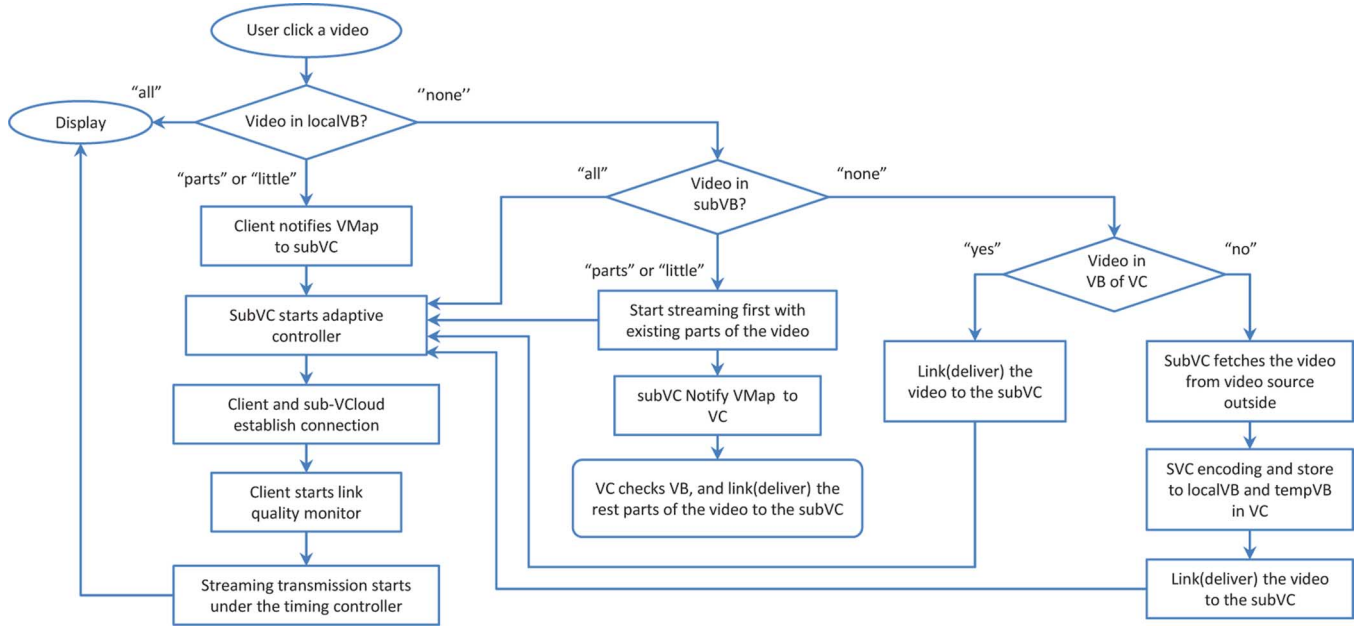 User click a video
“all”
‘‘none’’
Display
Video in localVB?
“parts” or “little”
“all”
Video in
subVB?
“none”
Client notifies VMap
to subVC
“yes”
“no”
Video in
VB of VC
“parts” or “little”
SubVC starts adaptive
controller
Start streaming first with
existing parts of the video
Link(deliver) the
video to the subVC
SubVC fetches the video
from video source
outside
Client and sub-VCloud
establish connection
subVC Notify VMap to
VC
Client starts link
quality monitor
VC checks VB, and link(deliver) the
rest parts of the video to the subVC
SVC encoding and store
to localVB and tempVB
in VC
Streaming transmission starts
under the timing controller
Link(deliver) the video
to the subVC